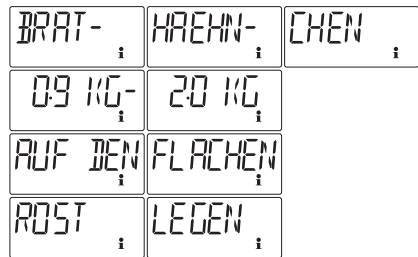 BRAT- HAEHN- CHEN
0.9 KG- 2.0 KG
AUF DEN FLACHEN
ROST LEGEN